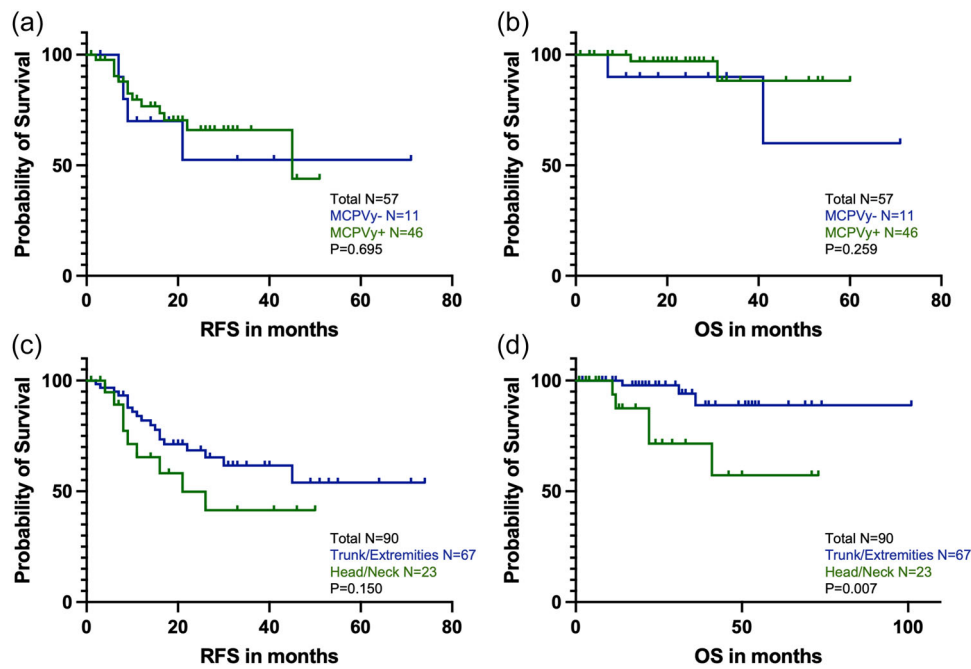 (a)
Probability of Survival
100
50
0
0 20 40 60 80
RFS in months
Total N=57
MCPVy- N=11
MCPVy+ N=46
P=0.695
(b)
Probability of Survival
100
50
0
0 20 40 60 80
OS in months
Total N=57
MCPVy- N=11
MCPVy+ N=46
P=0.259
(c)
Probability of Survival
100
50
0
0 20 40 60 80
RFS in months
Total N=90
Trunk/Extremities N=67
Head/Neck N=23
P=0.150
(d)
Probability of Survival
100
50
0
0 50 100
OS in months
Total N=90
Trunk/Extremities N=67
Head/Neck N=23
P=0.007